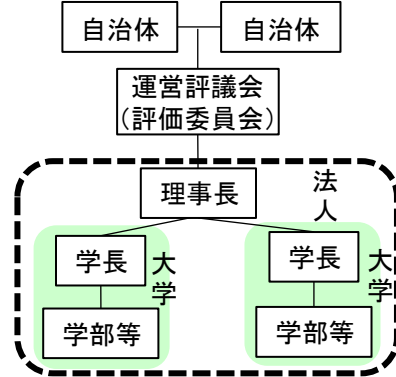 自治体
自治体
運営評議会
（評価委員会）
理事長
法
人
学長
大
学
学長
大
学
学部等
学部等